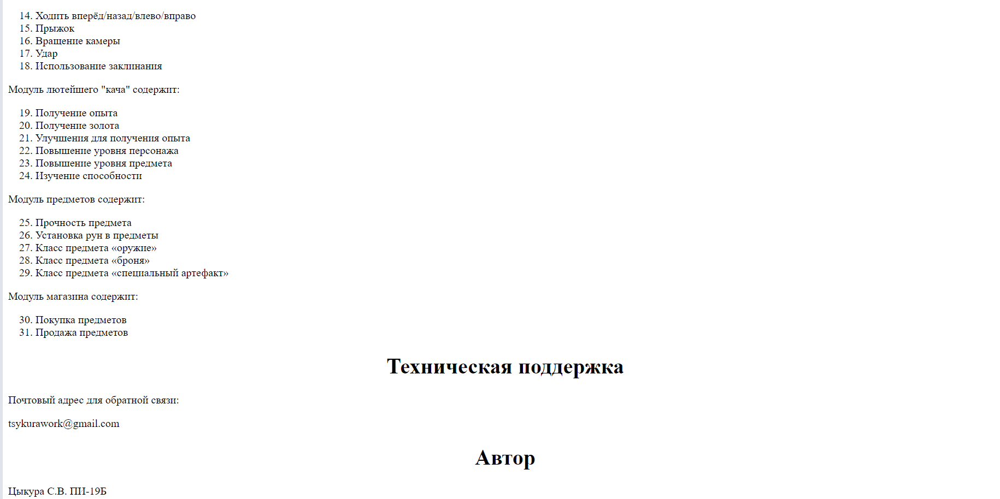 14. Ходить вперёд/назад/влево/вправо
15. Прыжок
16. Вращение камеры
17. Удар
18. Использование заклинания
Модуль лютейшего "кача" содержит:
19. Получение опыта
20. Получение золота
21. Улучшения для получения опыта
22. Повышение уровня персонажа
23. Повышение уровня предмета
24. Изучение способности
Модуль предметов содержит:
25. Прочность предмета
26. Установка рун в предметы
27. Класс предмета «оружие»
28. Класс предмета «броня»
29. Класс предмета «специальный артефакт»
Модуль магазина содержит:
30. Покупка предметов
31. Продажа предметов
Техническая поддержка
Почтовый адрес для обратной связи:
tsykurawork@gmail.com
Автор
Цыкура С.В. ПИ-19Б